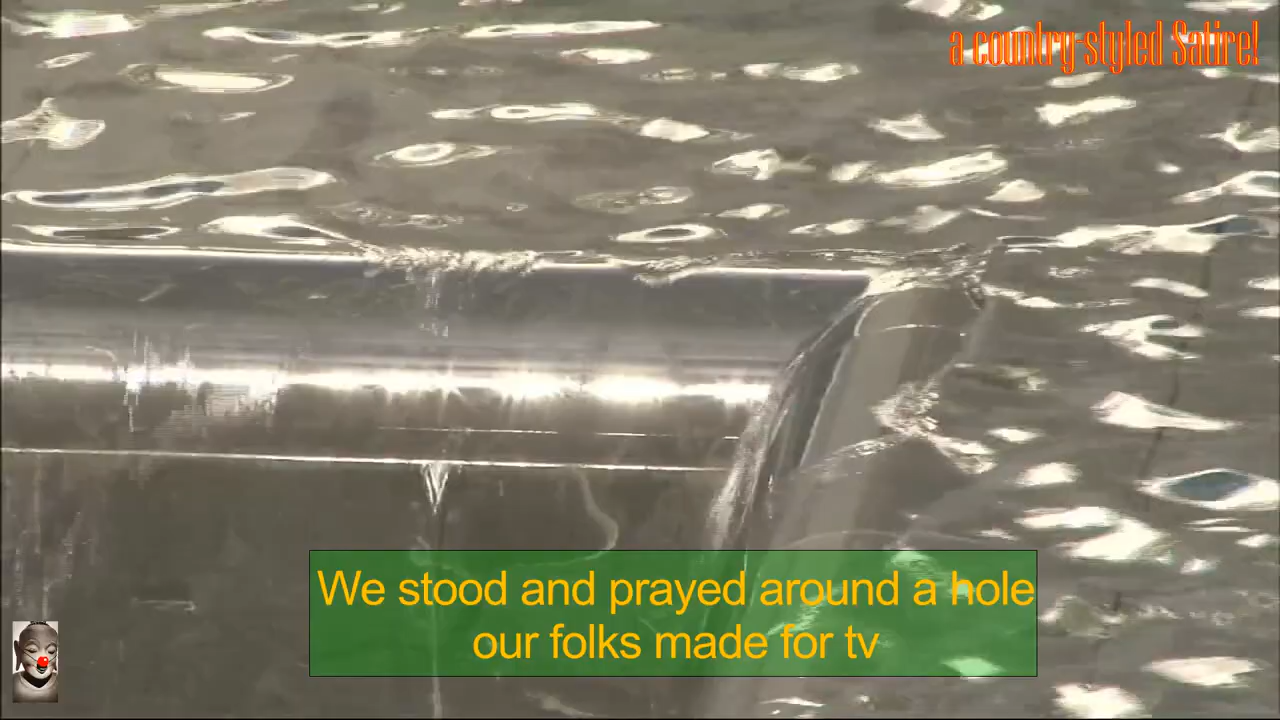 a country-styled Satire!
We stood and prayed around a hole
our folks made for tv